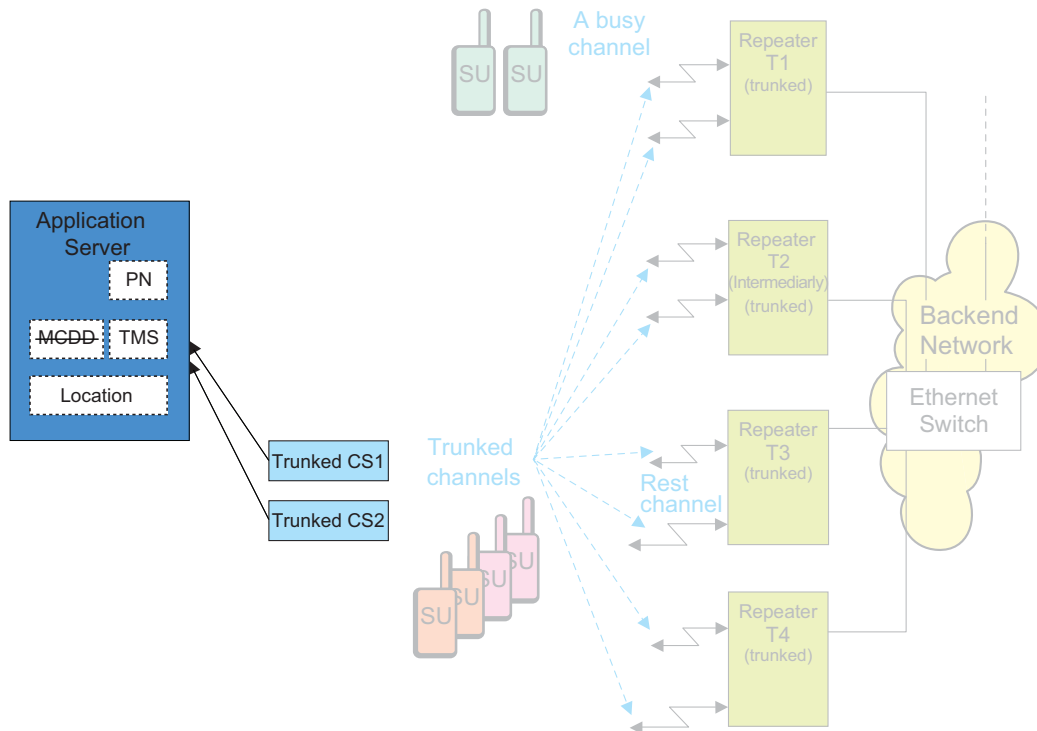 A busy
channel
SU
SU
Repeater
T1
(trunked)
Application
Server
PN
MCDD
TMS
Location
Repeater
T2
(Intermediarly)
(trunked)
Backend
Network
Ethernet
Switch
Trunked CS1
Trunked CS2
Trunked
channels
Rest
channel
Repeater
T3
(trunked)
SU
SU
SU
SU
Repeater
T4
(trunked)